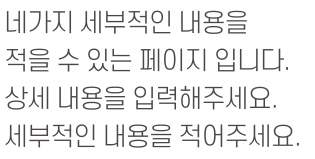 네가지 세부적인 내용을
적을 수 있는 페이지 입니다.
상세 내용을 입력해주세요.
세부적인 내용을 적어주세요.